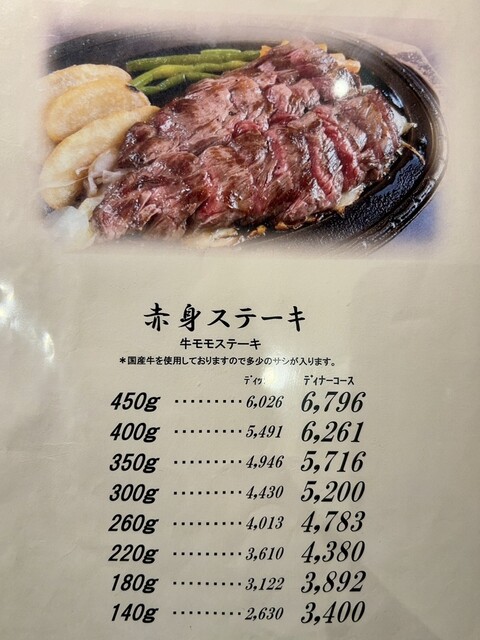 赤身ステーキ
牛モモステーキ
＊国産牛を使用しておりますので多少のサシが入ります。
ディナーコース
450g ········· 6,026 6,796
400g ········· 5,491 6,261
350g ········· 4,946 5,716
300g ········· 4,430 5,200
260g ········· 4,013 4,783
220g ········· 3,610 4,380
180g ········· 3,122 3,892
140g ········· 2,630 3,400